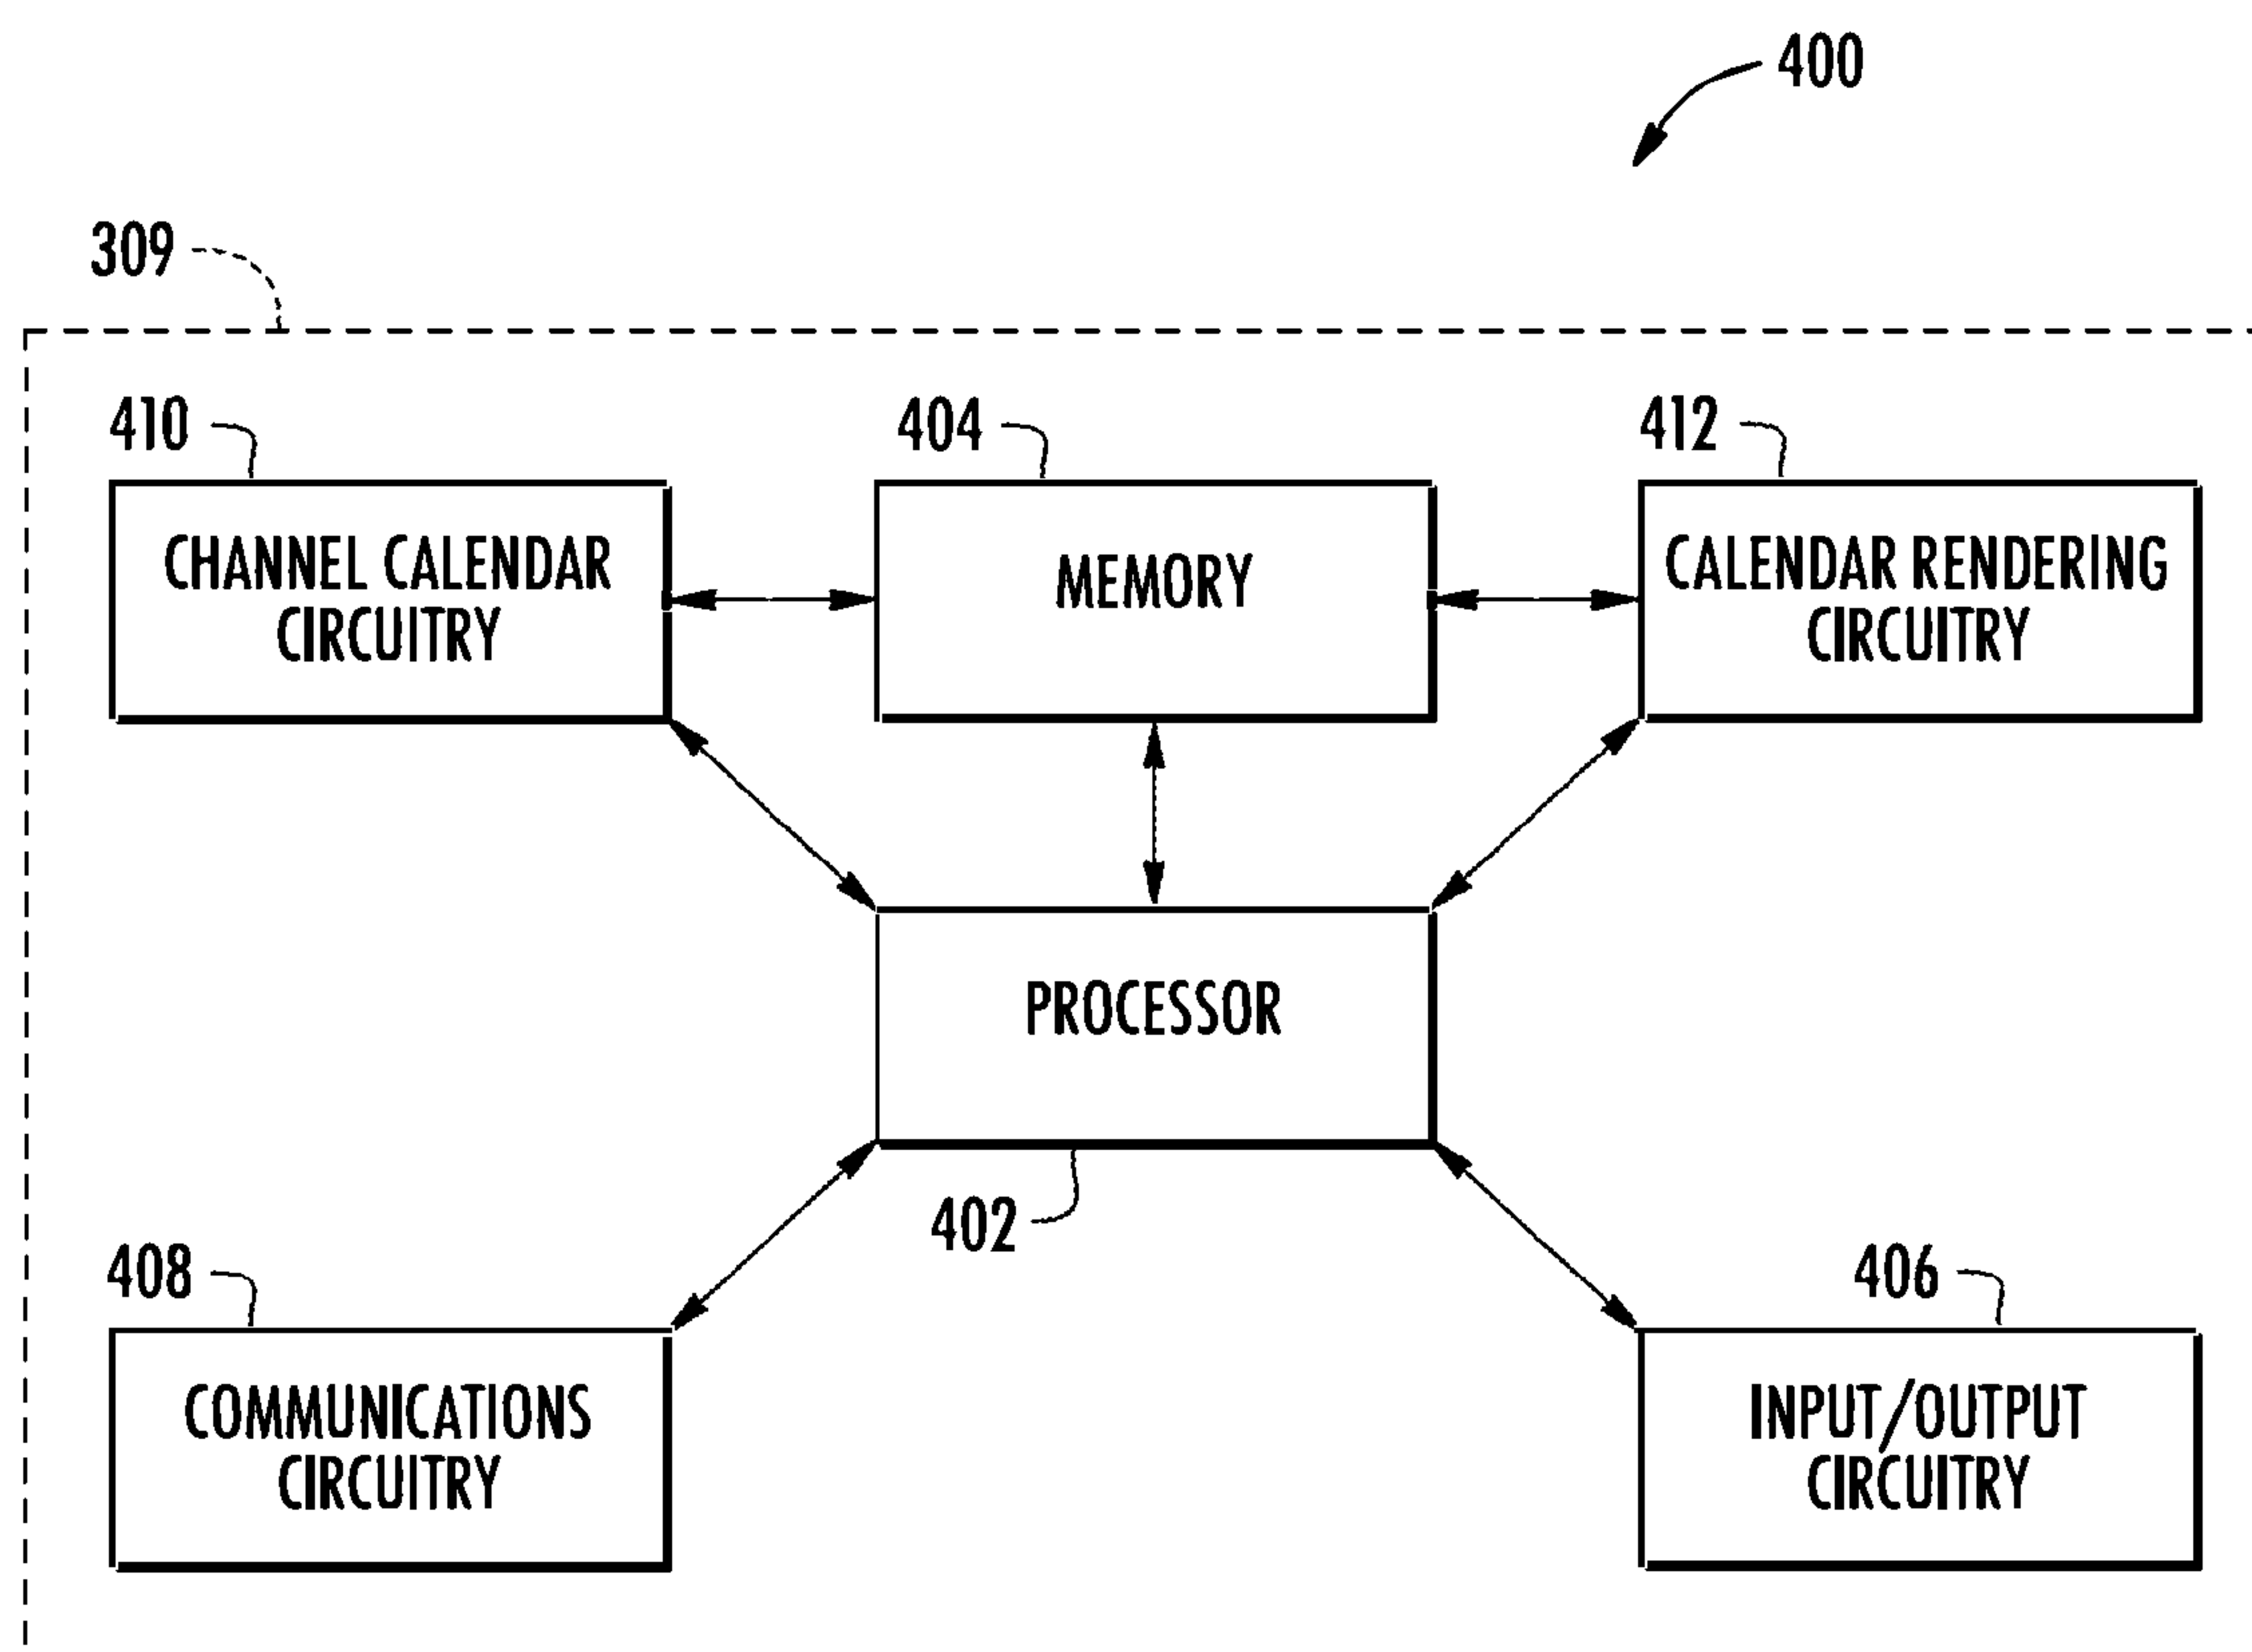 400
309
410
404
412
CHANNEL CALENDAR
CIRCUITRY
MEMORY
CALENDAR RENDERING
CIRCUITRY
PROCESSOR
402
408
406
COMMUNICATIONS
CIRCUITRY
INPUT/OUTPUT
CIRCUITRY